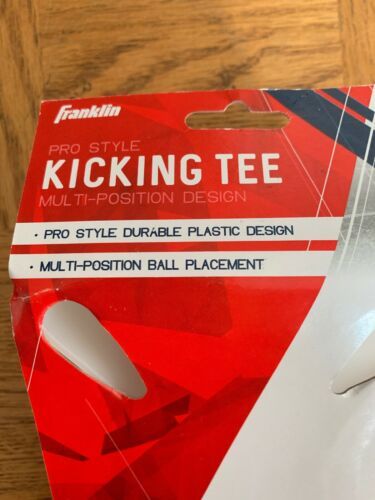 Franklin
PRO STYLE
KICKING TEE
MULTI-POSITION DESIGN
• PRO STYLE DURABLE PLASTIC DESIGN
• MULTI-POSITION BALL PLACEMENT